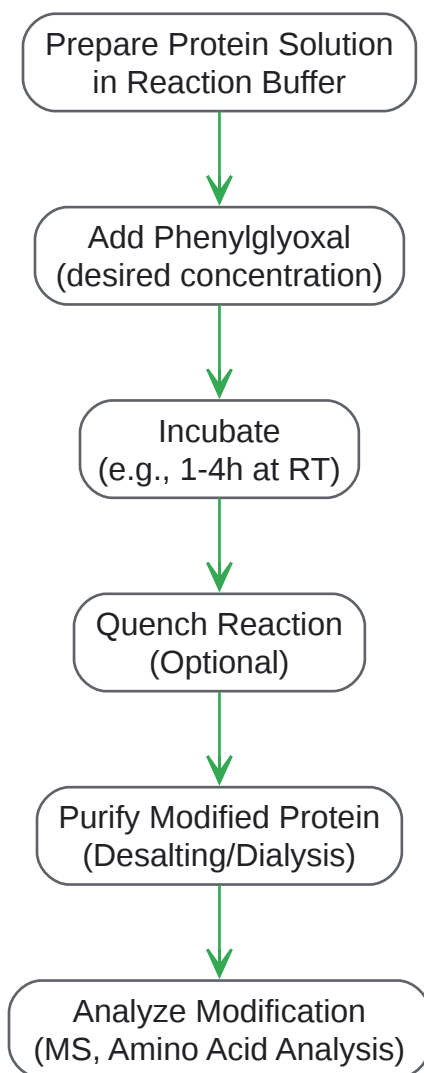 Prepare Protein Solution
in Reaction Buffer
Add Phenylglyoxal
(desired concentration)
Incubate
(e.g., 1-4h at RT)
Quench Reaction
(Optional)
Purify Modified Protein
(Desalting/Dialysis)
Analyze Modification
(MS, Amino Acid Analysis)